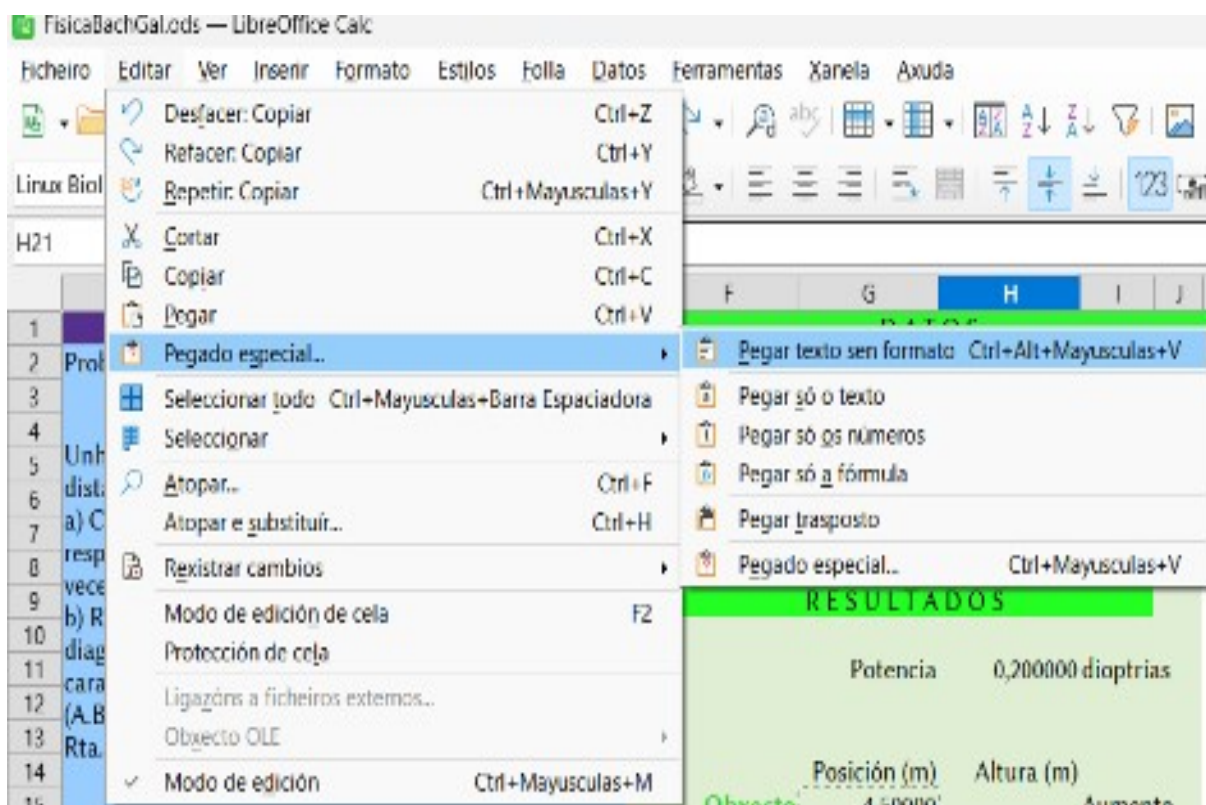 FisicaBachGal.ods — LibreOffice Calc
Ficheiro Editar Ver Inserir Formato Estilos Folla Datos Ferramentas Xanela Axuda
Desfacer: Copiar Ctrl+Z
Refacer: Copiar Ctrl+Y
Linux Biol
Repetir: Copiar Ctrl+Mayusculas+Y
123
H21
Cortar Ctrl+X
Copiar Ctrl+C
F G H I J
Pegar Ctrl+V
1
2 Prob
Pegado especial...
Pegar texto sen formato Ctrl+Alt+Mayusculas+V
3
Seleccionar todo Ctrl+Mayusculas+Barra Espaciadora
Pegar só o texto
4
Seleccionar
Pegar só os números
5 Unh
6 dista
Atopar... Ctrl+F
Pegar só a fórmula
7 a) C
Atopar e substituír... Ctrl+H
Pegar trasposto
8 resp
Rexistrar cambios
Pegado especial... Ctrl+Mayusculas+V
9 vece
Modo de edición de cela F2
RESULTADOS
10 b) R
Protección de cela
11 diag
Potencia 0,200000 dioptrias
12 cara
Ligazóns a ficheiros externos...
(A.B
13 Rta.
Obxecto OLE
14
Modo de edición Ctrl+Mayusculas+M
Posición (m) Altura (m)
15
Obxecto Aumento